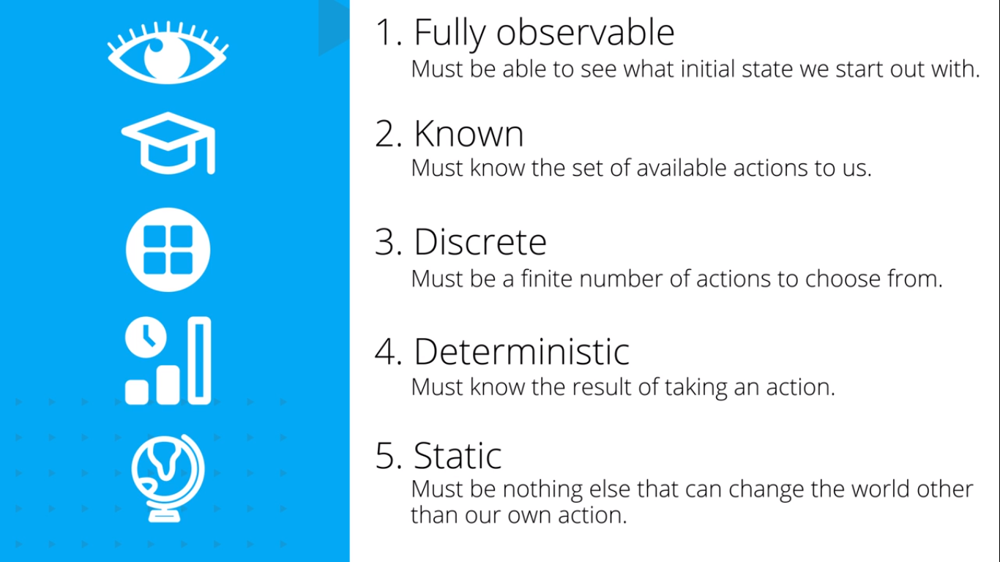 1. Fully observable
Must be able to see what initial state we start out with.
2. Known
Must know the set of available actions to us.
3. Discrete
Must be a finite number of actions to choose from.
4. Deterministic
Must know the result of taking an action.
5. Static
Must be nothing else that can change the world other
than our own action.